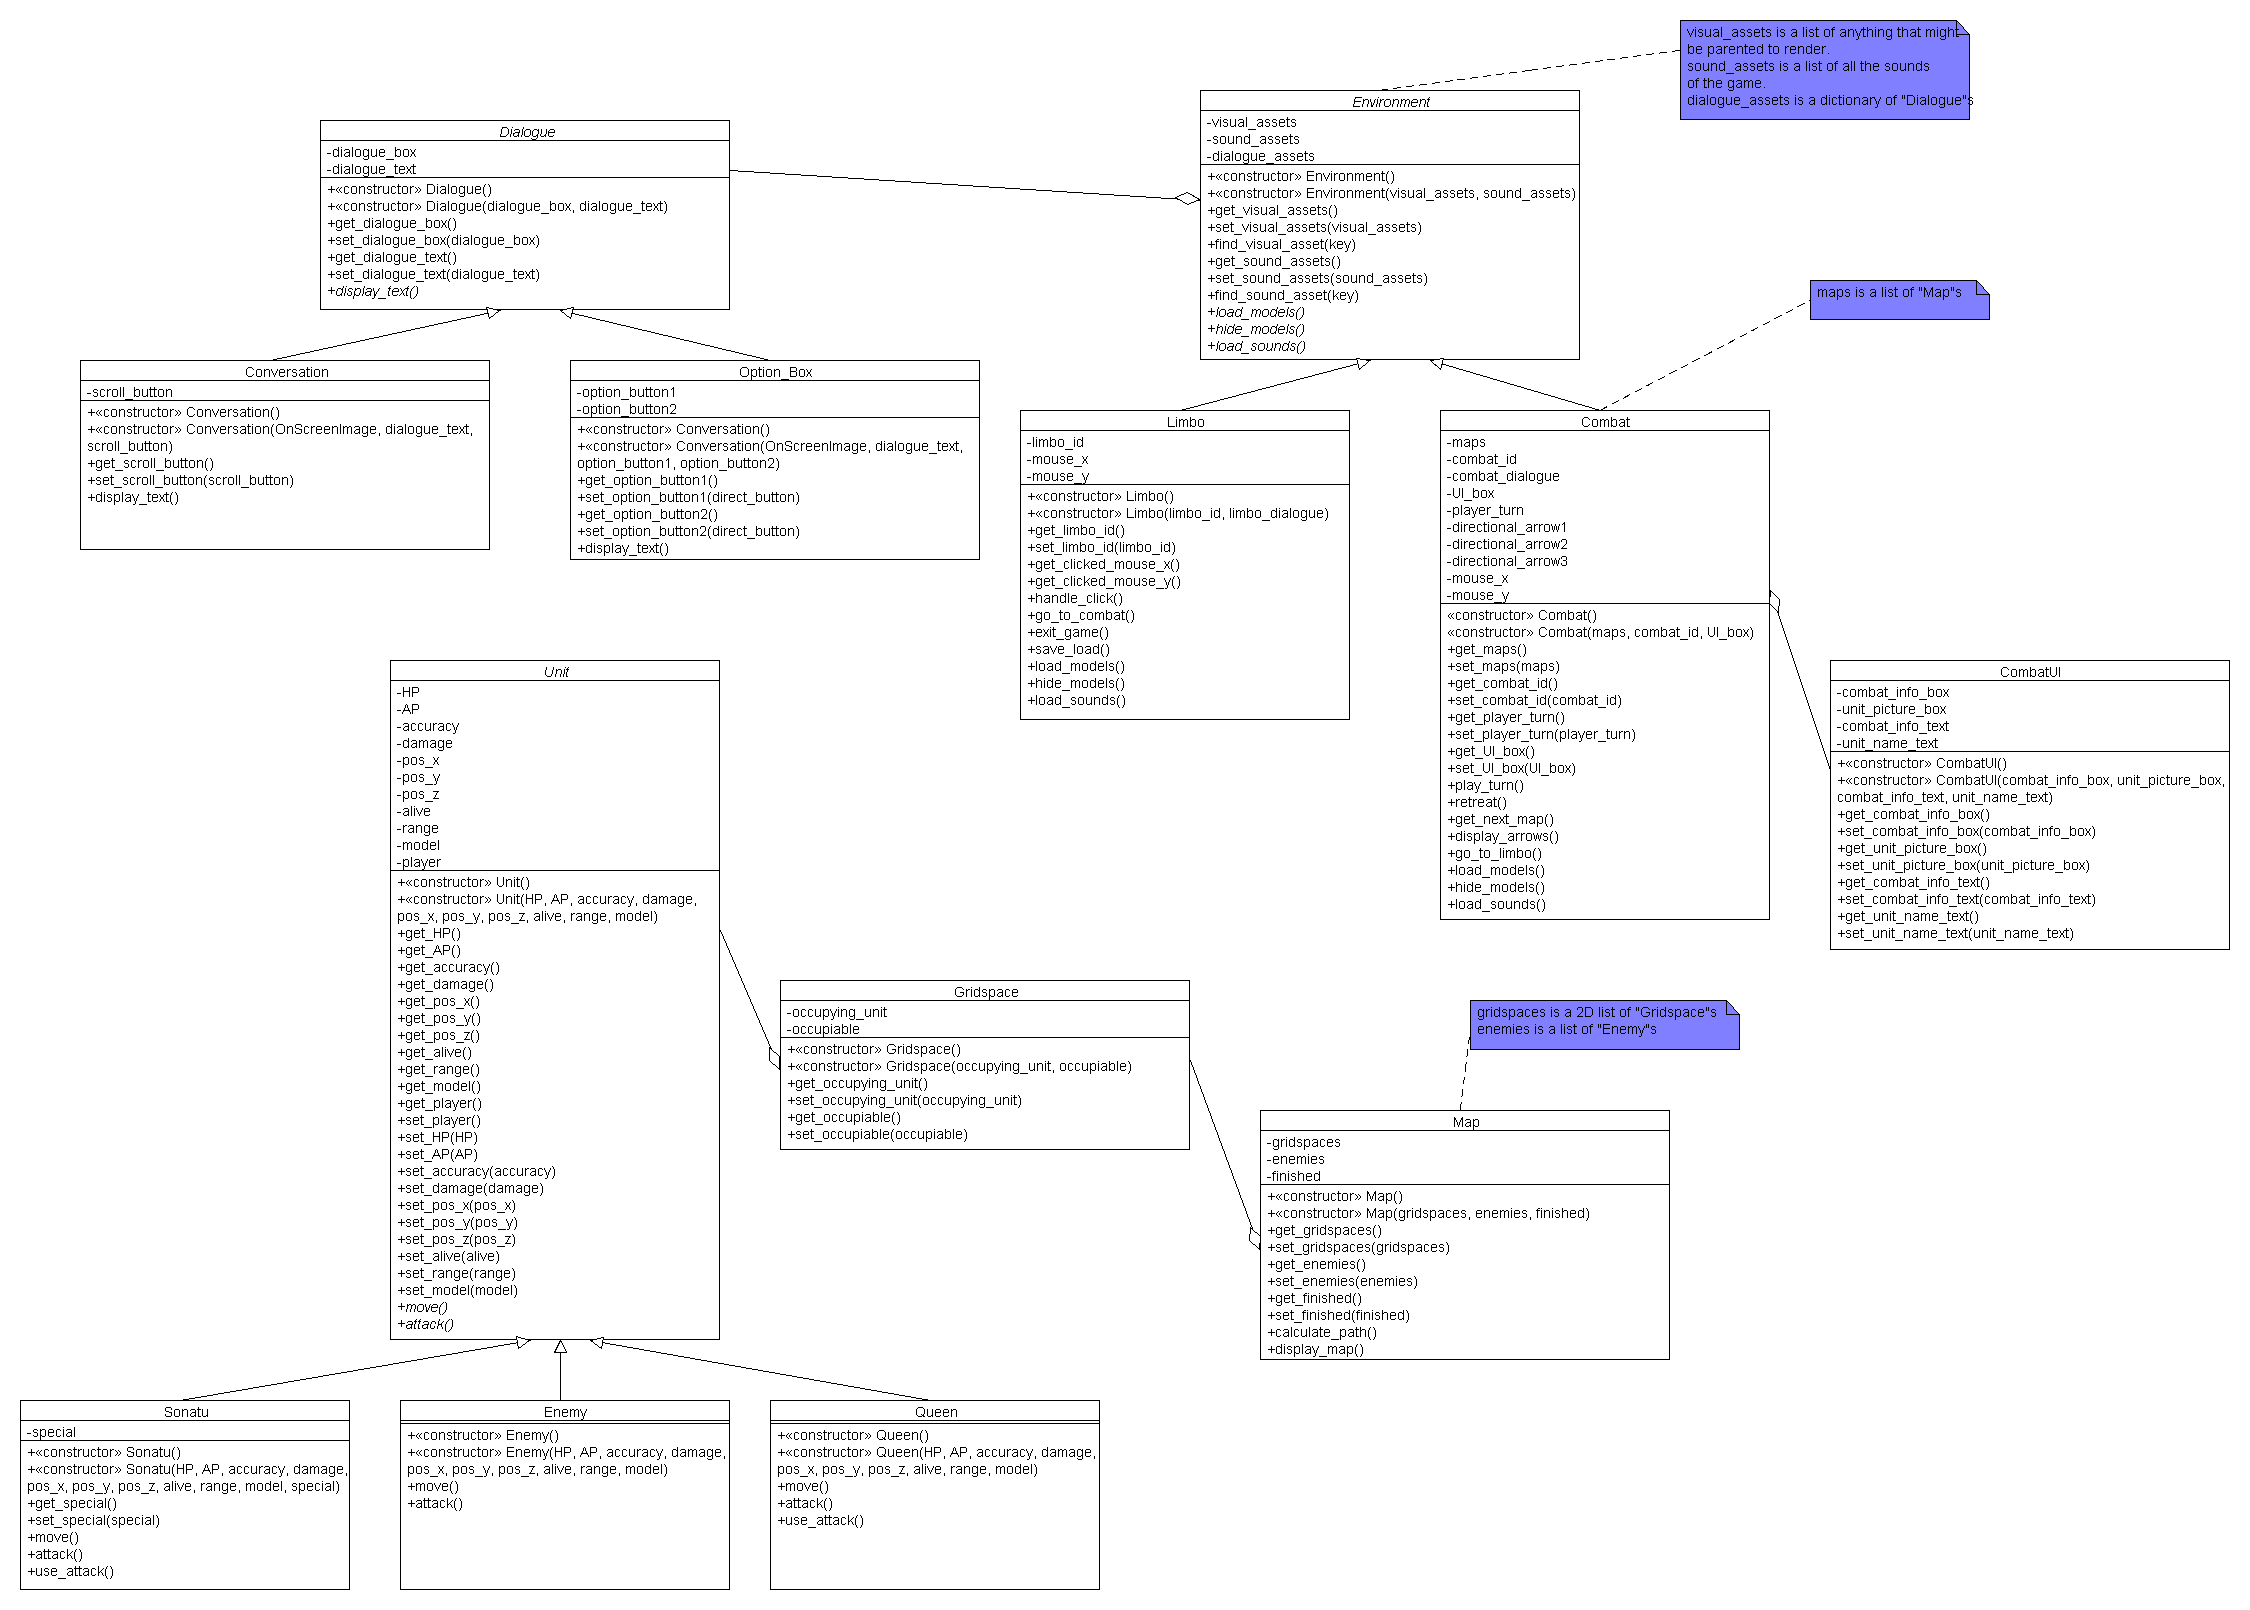 visual_assets is a list of anything that might
be parented to render.
sound_assets is a list of all the sounds
of the game.
dialogue_assets is a dictionary of "Dialogue"s
Environment
-visual_assets
-sound_assets
-dialogue_assets
+«constructor» Environment()
+«constructor» Environment(visual_assets, sound_assets)
+get_visual_assets()
+set_visual_assets(visual_assets)
+find_visual_asset(key)
+get_sound_assets()
+set_sound_assets(sound_assets)
+find_sound_asset(key)
+load_models()
+hide_models()
+load_sounds()
Dialogue
-dialogue_box
-dialogue_text
+«constructor» Dialogue()
+«constructor» Dialogue(dialogue_box, dialogue_text)
+get_dialogue_box()
+set_dialogue_box(dialogue_box)
+get_dialogue_text()
+set_dialogue_text(dialogue_text)
+display_text()
maps is a list of "Map"s
Conversation
-scroll_button
+«constructor» Conversation()
+«constructor» Conversation(OnScreenImage, dialogue_text,
scroll_button)
+get_scroll_button()
+set_scroll_button(scroll_button)
+display_text()
Option_Box
-option_button1
-option_button2
+«constructor» Conversation()
+«constructor» Conversation(OnScreenImage, dialogue_text,
option_button1, option_button2)
+get_option_button1()
+set_option_button1(direct_button)
+get_option_button2()
+set_option_button2(direct_button)
+display_text()
Limbo
-limbo_id
-mouse_x
-mouse_y
+«constructor» Limbo()
+«constructor» Limbo(limbo_id, limbo_dialogue)
+get_limbo_id()
+set_limbo_id(limbo_id)
+get_clicked_mouse_x()
+get_clicked_mouse_y()
+handle_click()
+go_to_combat()
+exit_game()
+save_load()
+load_models()
+hide_models()
+load_sounds()
Combat
-maps
-combat_id
-combat_dialogue
-UI_box
-player_turn
-directional_arrow1
-directional_arrow2
-directional_arrow3
-mouse_x
-mouse_y
«constructor» Combat()
«constructor» Combat(maps, combat_id, UI_box)
+get_maps()
+set_maps(maps)
+get_combat_id()
+set_combat_id(combat_id)
+get_player_turn()
+set_player_turn(player_turn)
+get_UI_box()
+set_UI_box(UI_box)
+play_turn()
+retreat()
+get_next_map()
+display_arrows()
+go_to_limbo()
+load_models()
+hide_models()
+load_sounds()
CombatUI
-combat_info_box
-unit_picture_box
-combat_info_text
-unit_name_text
+«constructor» CombatUI()
+«constructor» CombatUI(combat_info_box, unit_picture_box,
combat_info_text, unit_name_text)
+get_combat_info_box()
+set_combat_info_box(combat_info_box)
+get_unit_picture_box()
+set_unit_picture_box(unit_picture_box)
+get_combat_info_text()
+set_combat_info_text(combat_info_text)
+get_unit_name_text()
+set_unit_name_text(unit_name_text)
Unit
-HP
-AP
-accuracy
-damage
-pos_x
-pos_y
-pos_z
-alive
-range
-model
-player
+«constructor» Unit()
+«constructor» Unit(HP, AP, accuracy, damage,
pos_x, pos_y, pos_z, alive, range, model)
+get_HP()
+get_AP()
+get_accuracy()
+get_damage()
+get_pos_x()
+get_pos_y()
+get_pos_z()
+get_alive()
+get_range()
+get_model()
+get_player()
+set_player()
+set_HP(HP)
+set_AP(AP)
+set_accuracy(accuracy)
+set_damage(damage)
+set_pos_x(pos_x)
+set_pos_y(pos_y)
+set_pos_z(pos_z)
+set_alive(alive)
+set_range(range)
+set_model(model)
+move()
+attack()
Gridspace
-occupying_unit
-occupiable
+«constructor» Gridspace()
+«constructor» Gridspace(occupying_unit, occupiable)
+get_occupying_unit()
+set_occupying_unit(occupying_unit)
+get_occupiable()
+set_occupiable(occupiable)
gridspaces is a 2D list of "Gridspace"s
enemies is a list of "Enemy"s
Map
-gridspaces
-enemies
-finished
+«constructor» Map()
+«constructor» Map(gridspaces, enemies, finished)
+get_gridspaces()
+set_gridspaces(gridspaces)
+get_enemies()
+set_enemies(enemies)
+get_finished()
+set_finished(finished)
+calculate_path()
+display_map()
Sonatu
-special
+«constructor» Sonatu()
+«constructor» Sonatu(HP, AP, accuracy, damage,
pos_x, pos_y, pos_z, alive, range, model, special)
+get_special()
+set_special(special)
+move()
+attack()
+use_attack()
Enemy
+«constructor» Enemy()
+«constructor» Enemy(HP, AP, accuracy, damage,
pos_x, pos_y, pos_z, alive, range, model)
+move()
+attack()
Queen
+«constructor» Queen()
+«constructor» Queen(HP, AP, accuracy, damage,
pos_x, pos_y, pos_z, alive, range, model)
+move()
+attack()
+use_attack()